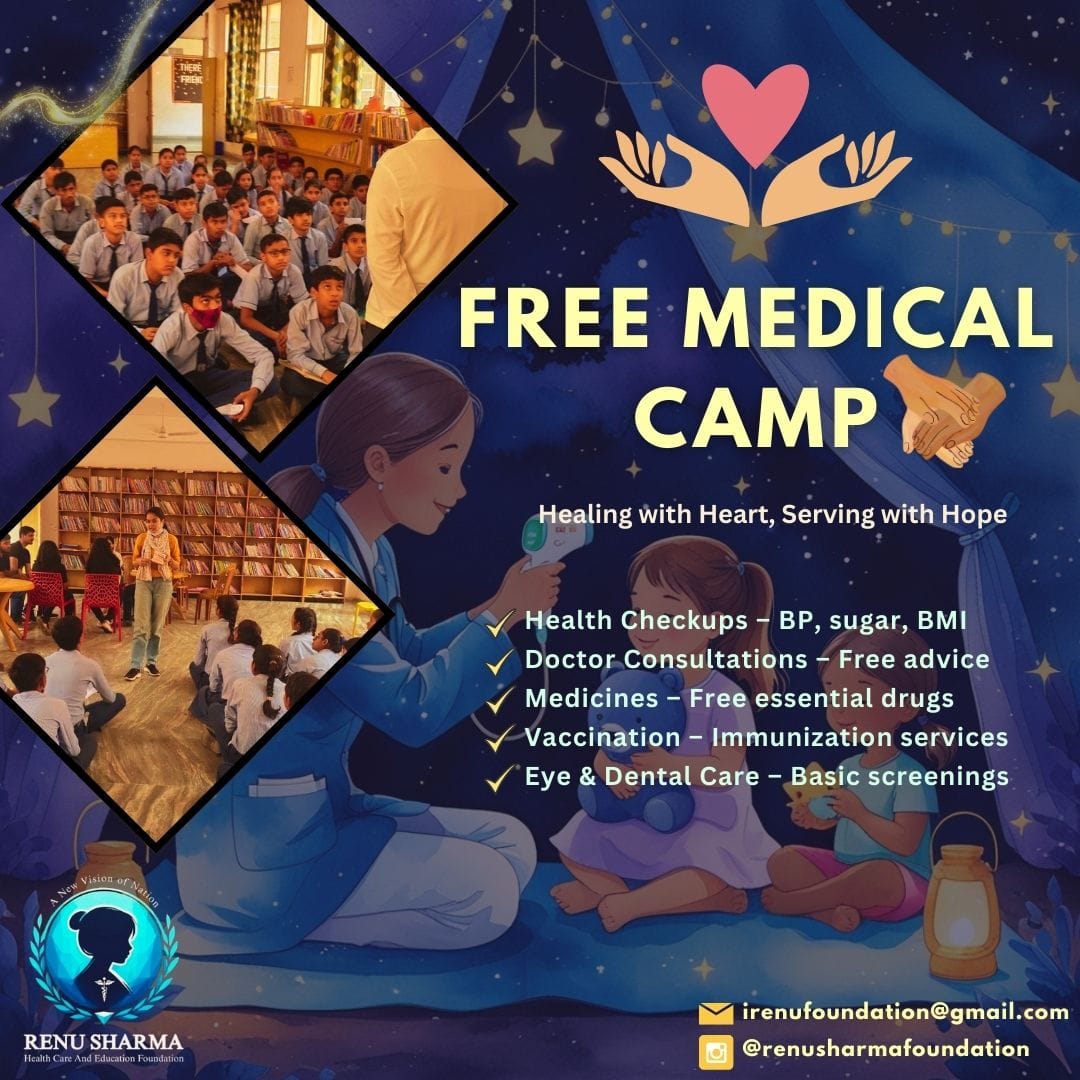 THERE
FRIEND
FREE MEDICAL
CAMP
Healing with Heart, Serving with Hope
Health Checkups – BP, sugar, BMI
Doctor Consultations – Free advice
Medicines – Free essential drugs
Vaccination – Immunization services
Eye & Dental Care – Basic screenings
A New Vision of Nation
RENU SHARMA
Health Care And Education Foundation
irenufoundation@gmail.com
@renusharmafoundation